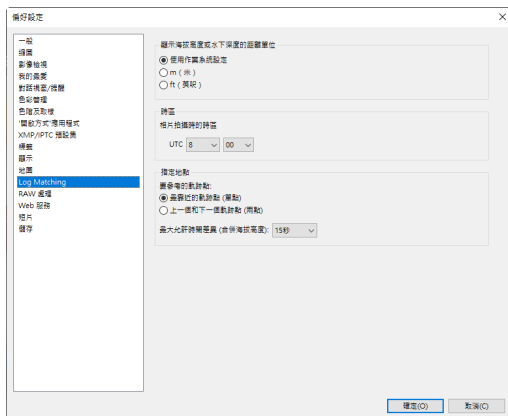 偏好設定
一般
縮圖
影像檢視
我的最愛
對話視窗/提醒
色彩管理
色階及取樣
'開啟方式'應用程式
XMP/IPTC 預設集
標籤
顯示
地圖
Log Matching
RAW 處理
Web 服務
短片
儲存
顯示海拔高度或水下深度的距離單位
使用作業系統設定
m（米）
ft（英呎）
時區
相片拍攝時的時區
UTC 8 00
指定地點
要參考的軌跡點:
最靠近的軌跡點 (單點)
上一個和下一個軌跡點 (兩點)
最大允許時間差異 (含併海拔高度): 15秒
確定(O) 取消(C)